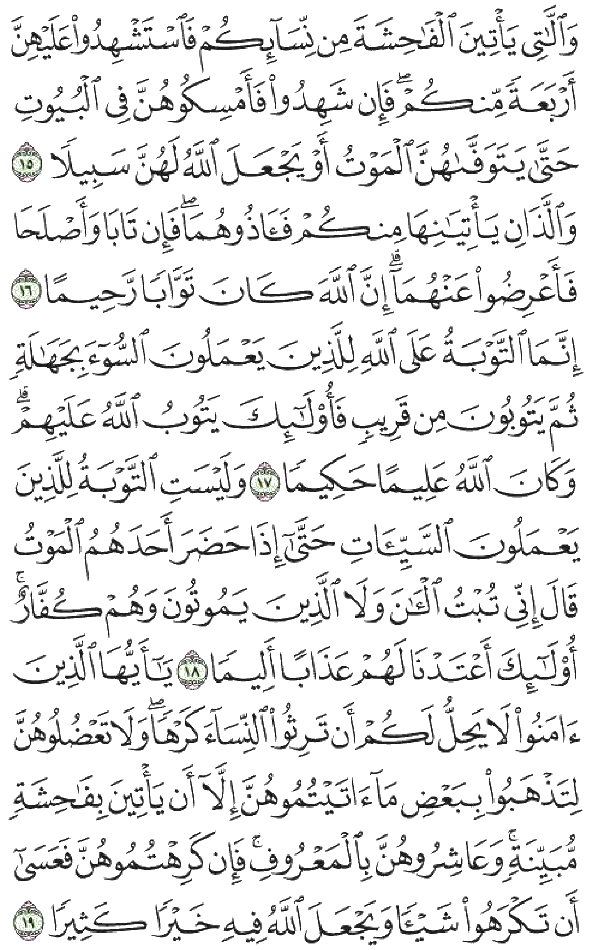 وَٱلَّٰتِى يَأْتِينَ ٱلْفَٰحِشَةَ مِن نِّسَآئِكُمْ فَٱسْتَشْهِدُوا۟ عَلَيْهِنَّ
أَرْبَعَةً مِّنكُمْ ۖ فَإِن شَهِدُوا۟ فَأَمْسِكُوهُنَّ فِى ٱلْبُيُوتِ
حَتَّىٰ يَتَوَفَّىٰهُنَّ ٱلْمَوْتُ أَوْ يَجْعَلَ ٱللَّهُ لَهُنَّ سَبِيلًا ١٥
وَٱلَّذَانِ يَأْتِيَٰنِهَا مِنكُمْ فَـَٔاذُوهُمَا ۖ فَإِن تَابَا وَأَصْلَحَا
فَأَعْرِضُوا۟ عَنْهُمَآ ۗ إِنَّ ٱللَّهَ كَانَ تَوَّابًا رَّحِيمًا ١٦
إِنَّمَا ٱلتَّوْبَةُ عَلَى ٱللَّهِ لِلَّذِينَ يَعْمَلُونَ ٱلسُّوٓءَ بِجَهَٰلَةٍ
ثُمَّ يَتُوبُونَ مِن قَرِيبٍ فَأُو۟لَٰٓئِكَ يَتُوبُ ٱللَّهُ عَلَيْهِمْ ۗ
وَكَانَ ٱللَّهُ عَلِيمًا حَكِيمًا ١٧ وَلَيْسَتِ ٱلتَّوْبَةُ لِلَّذِينَ
يَعْمَلُونَ ٱلسَّيِّـَٔاتِ حَتَّىٰٓ إِذَا حَضَرَ أَحَدَهُمُ ٱلْمَوْتُ
قَالَ إِنِّى تُبْتُ ٱلْـَٰٔنَ وَلَا ٱلَّذِينَ يَمُوتُونَ وَهُمْ كُفَّارٌ ۚ
أُو۟لَٰٓئِكَ أَعْتَدْنَا لَهُمْ عَذَابًا أَلِيمًا ١٨ يَٰٓأَيُّهَا ٱلَّذِينَ
ءَامَنُوا۟ لَا يَحِلُّ لَكُمْ أَن تَرِثُوا۟ ٱلنِّسَآءَ كَرْهًا ۖ وَلَا تَعْضُلُوهُنَّ
لِتَذْهَبُوا۟ بِبَعْضِ مَآ ءَاتَيْتُمُوهُنَّ إِلَّآ أَن يَأْتِينَ بِفَٰحِشَةٍ
مُّبَيِّنَةٍ ۚ وَعَاشِرُوهُنَّ بِٱلْمَعْرُوفِ ۚ فَإِن كَرِهْتُمُوهُنَّ فَعَسَىٰٓ
أَن تَكْرَهُوا۟ شَيْـًٔا وَيَجْعَلَ ٱللَّهُ فِيهِ خَيْرًا كَثِيرًا ١٩